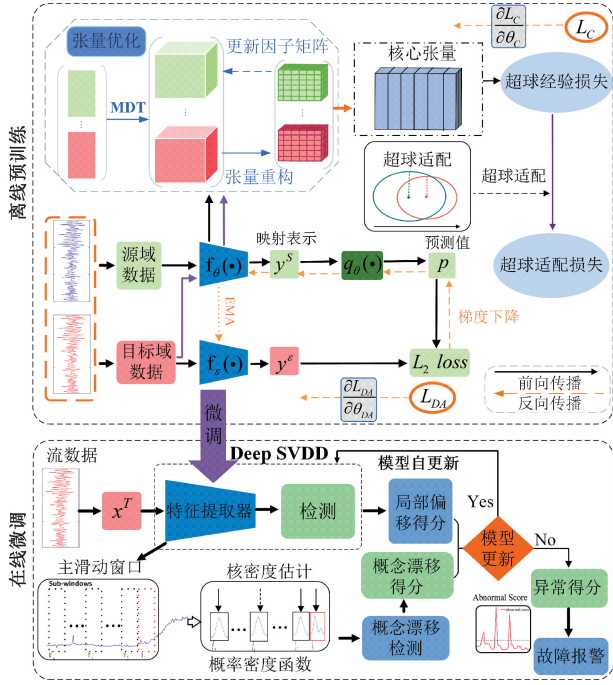 离线预训练
张量优化
MDT
更新因子矩阵
张量重构
核心张量
∂L_C
∂θ_C
L_C
超球经验损失
超球适配
超球适配
超球适配损失
源域
数据
f_θ(•)
映射表示
y^S
q_θ(•)
预测值
p
EMA
梯度下降
目标域
数据
f_ε(•)
y^ε
L_2 loss
∂L_DA
∂θ_DA
L_DA
前向传播
反向传播
微调
在线微调
流数据
x^T
Deep SVDD
特征提取器
检测
模型自更新
局部偏
移得分
Yes
模型
更新
No
概念漂移
得分
概念漂移
检测
异常得分
故障报警
Abnormal Score
主滑动窗口
Sub-windows
核密度估计
概率密度函数